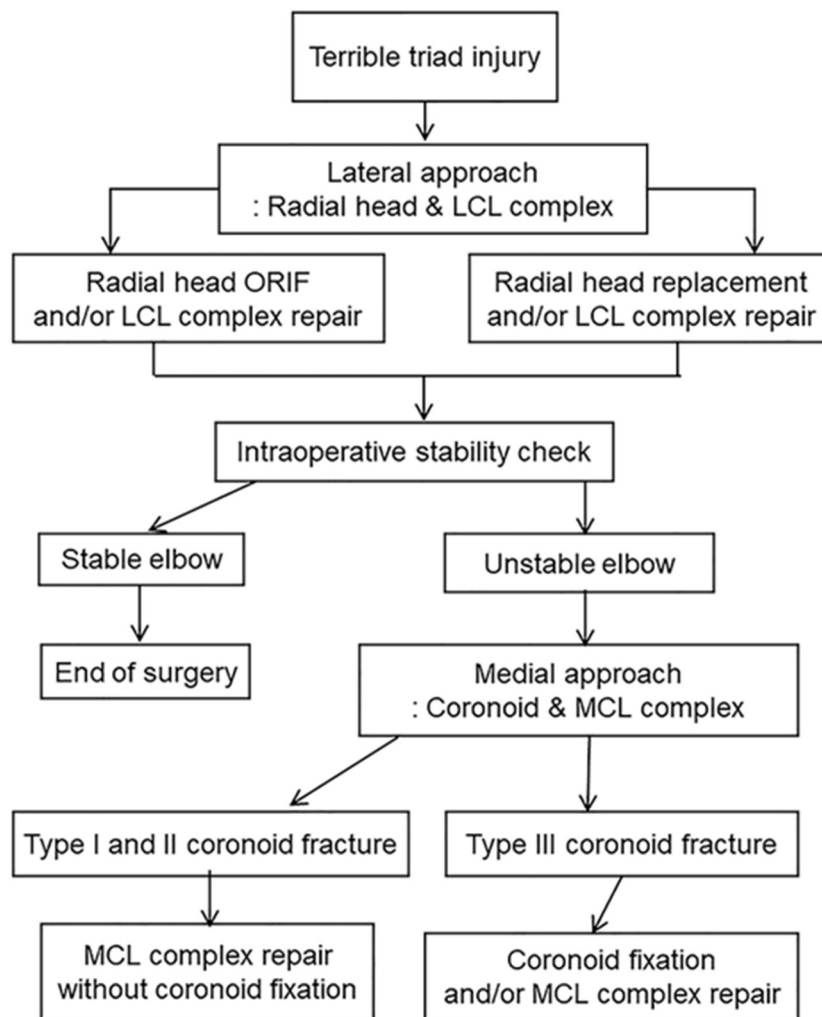 Terrible triad injury
Lateral approach
: Radial head & LCL complex
Radial head ORIF
and/or LCL complex repair
Radial head replacement
and/or LCL complex repair
Intraoperative stability check
Stable elbow
Unstable elbow
End of surgery
Medial approach
: Coronoid & MCL complex
Type I and II coronoid fracture
Type III coronoid fracture
MCL complex repair
without coronoid fixation
Coronoid fixation
and/or MCL complex repair